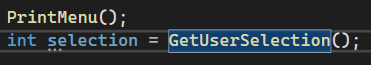 PrintMenu();
int selection = GetUserSelection();